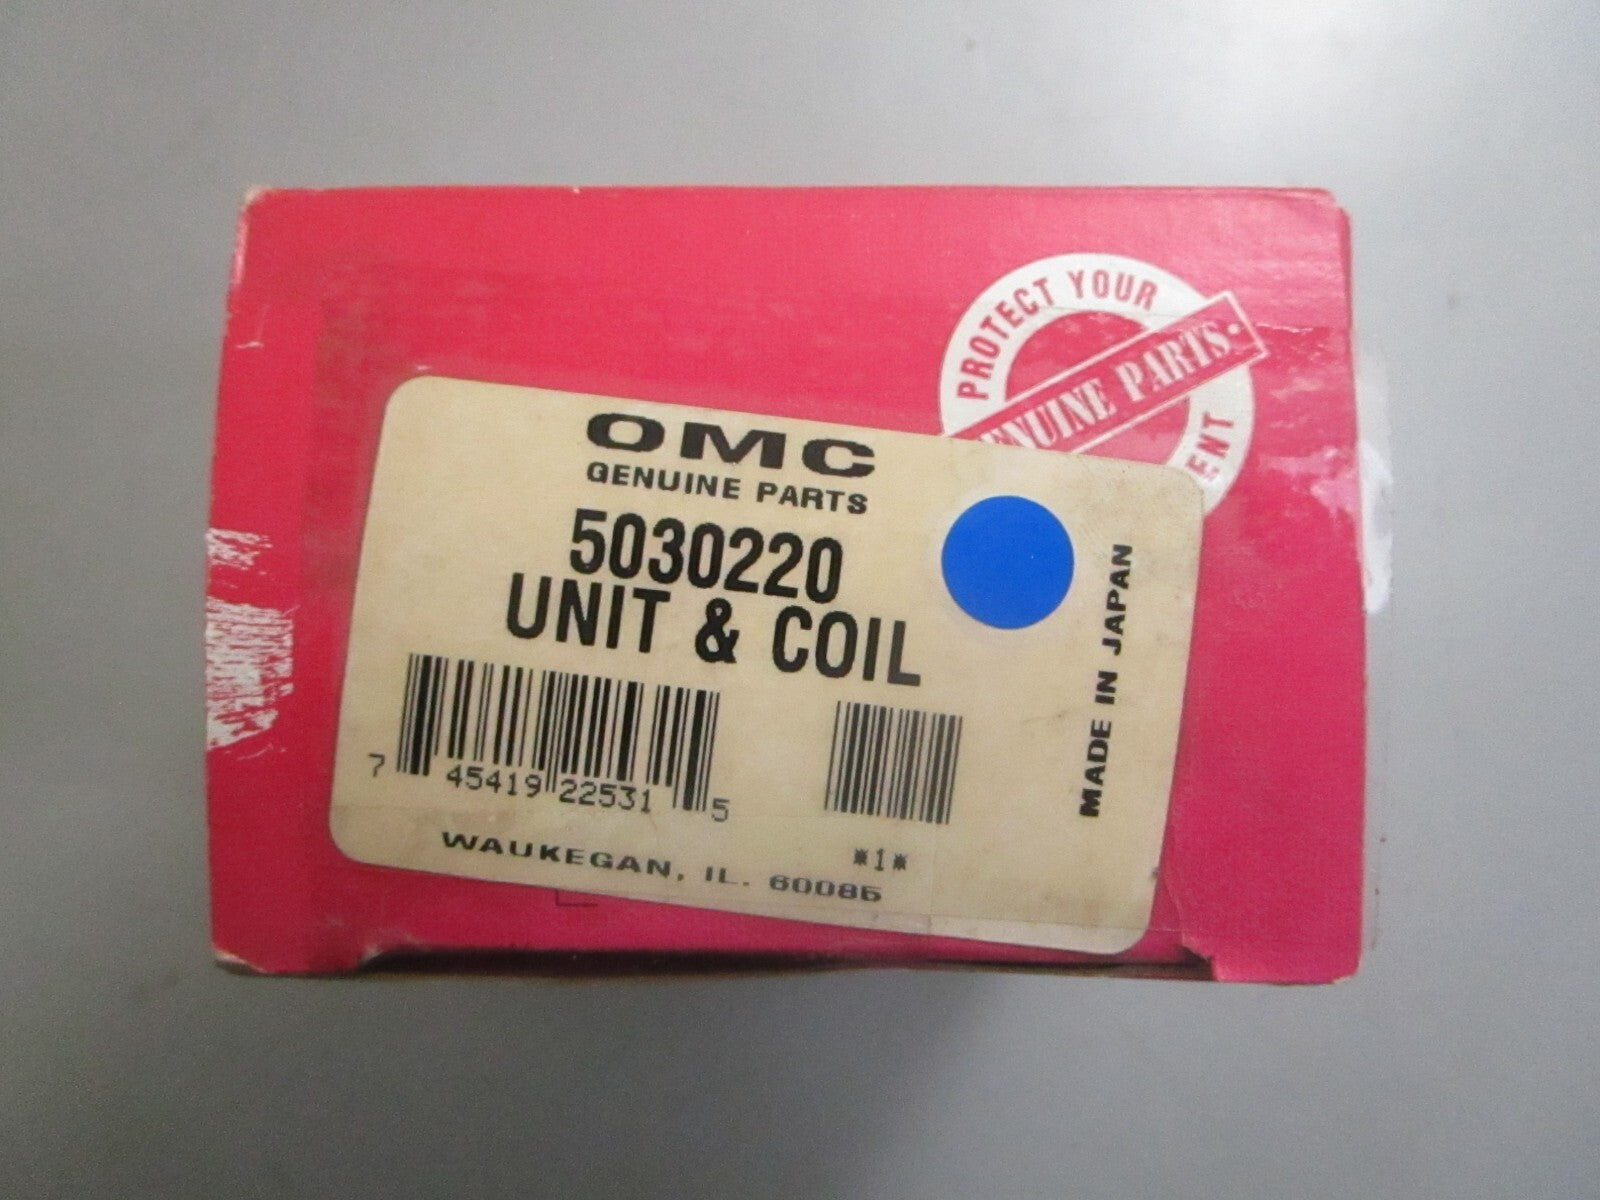 PROTECT YOUR
ENUINE PARTS
ENT
OMC
GENUINE PARTS
5030220
UNIT & COIL
MADE IN JAPAN
7 45419 22531 5
*1*
WAUKEGAN, IL. 60085